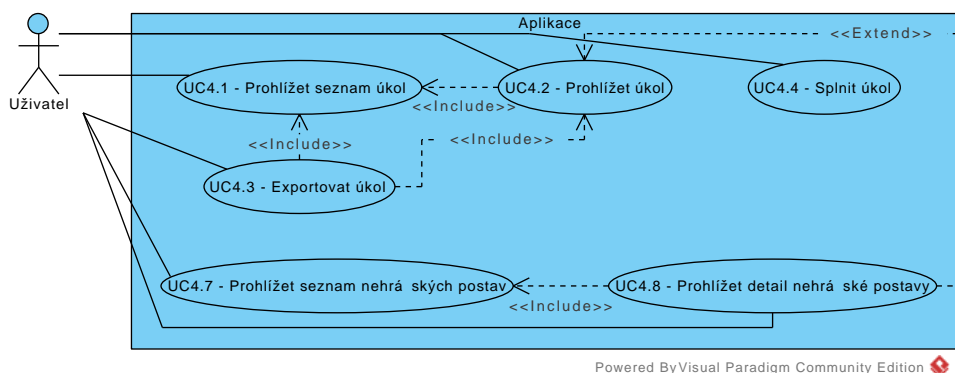 Aplikace
<<Extend>>
UC4.1 - Prohlížet seznam úkol
UC4.2 - Prohlížet úkol
UC4.4 - Splnit úkol
Uživatel
<<Include>>
<<Include>>
<<Include>>
UC4.3 - Exportovat úkol
UC4.7 - Prohlížet seznam nehrá ských postav
UC4.8 - Prohlížet detail nehrá ské postavy
<<Include>>
Powered ByVisual Paradigm Community Edition